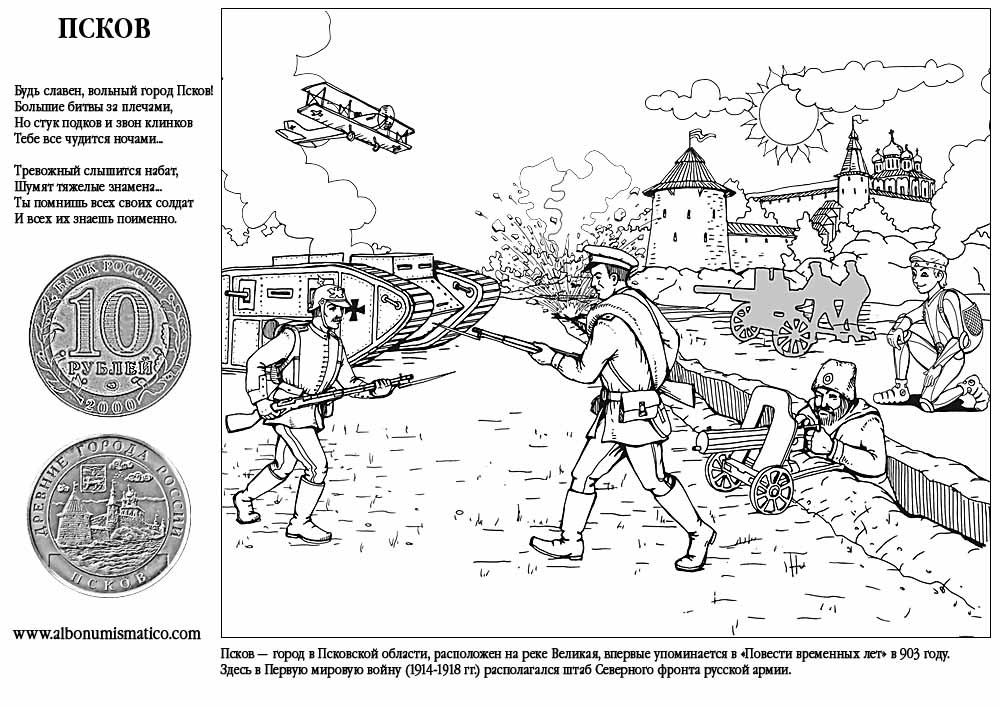 ПСКОВ
Будь славен, вольный город Псков!
Большие битвы за плечами,
Но стук подков и звон клинков
Тебе все чудится ночами...
Тревожный слышится набат,
Шумят тяжелые знамена...
Ты помнишь всех своих солдат
И всех их знаешь поименно.
БАНК РОССИИ
10
РУБЛЕЙ
2000
ДРЕВНИЕ ГОРОДА РОССИИ
ПСКОВ
www.albonumismatico.com
Псков — город в Псковской области, расположен на реке Великая, впервые упоминается в «Повести временных лет» в 903 году.
Здесь в Первую мировую войну (1914-1918 гг.) располагался штаб Северного фронта русской армии.